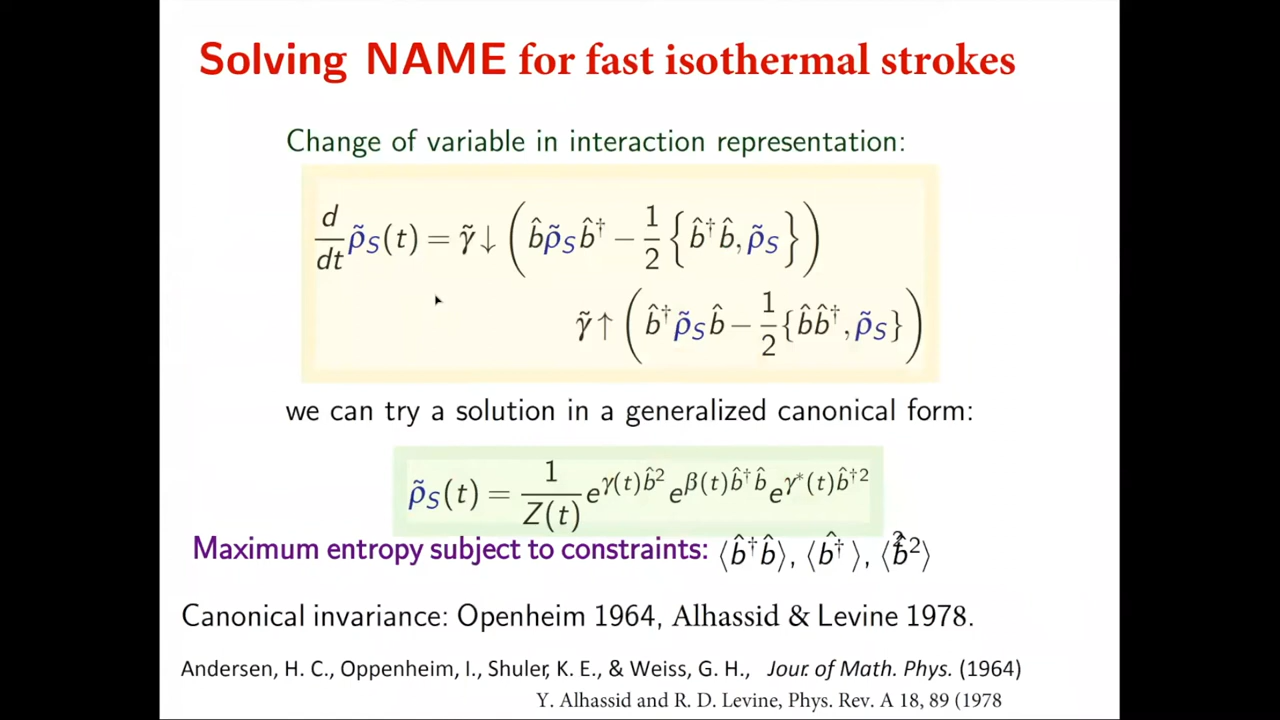 Solving NAME for fast isothermal strokes
Change of variable in interaction representation:
d/dt ρ̃_S(t) = γ̃↓ ( b̂ρ̃_S b̂† − 1/2 { b̂†b̂, ρ̃_S } )
γ̃↑ ( b̂†ρ̃_S b̂ − 1/2 {b̂b̂†, ρ̃_S} )
we can try a solution in a generalized canonical form:
ρ̃_S(t) = 1/Z(t) e^{γ(t)b̂²} e^{β(t)b̂†b̂} e^{γ*(t)b̂†²}
Maximum entropy subject to constraints: ⟨b̂†b̂⟩, ⟨b̂†²⟩, ⟨b̂²⟩
Canonical invariance: Openheim 1964, Alhassid & Levine 1978.
Andersen, H. C., Oppenheim, I., Shuler, K. E., & Weiss, G. H., Jour. of Math. Phys. (1964)
Y. Alhassid and R. D. Levine, Phys. Rev. A 18, 89 (1978